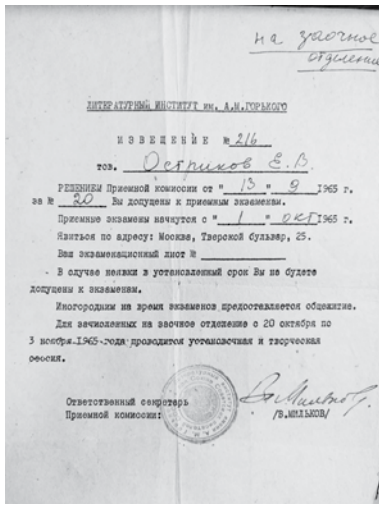 на заочное
отделение
ЛИТЕРАТУРНЫЙ ИНСТИТУТ им. А.М.ГОРЬКОГО
ИЗВЕЩЕНИЕ № 216
тов. Остриков Е.В.
РЕШЕНИЕМ Приемной комиссии от "13" 9 1965 г.
за № 20 Вы допущены к приемным экзаменам.
Приемные экзамены начнутся с "1" окт 1965 г.
Явиться по адресу: Москва, Тверской бульвар, 25.
Ваш экзаменационный лист №
В случае неявки в установленный срок Вы не будете
допущены к экзаменам.
Иногородним на время экзаменов предоставляется общежитие.
Для зачисленных на заочное отделение с 20 октября по
3 ноября 1965 года проводится установочная и творческая
сессия.
Ответственный секретарь
Приемной комиссии: /В.МИЛЬКОВ/